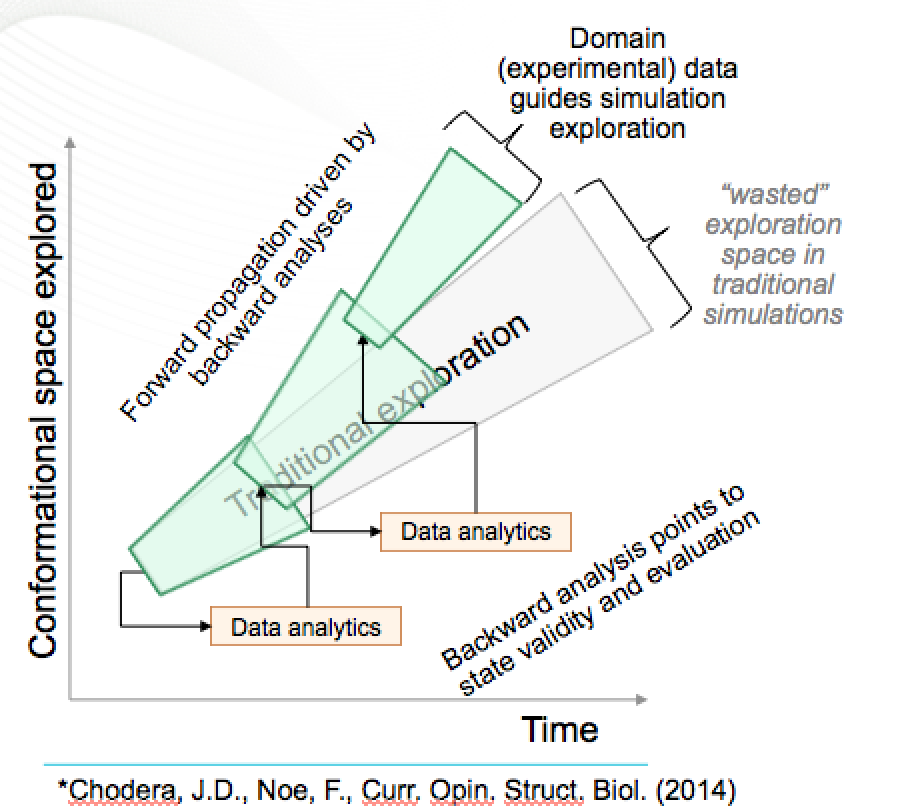 Domain
(experimental) data
guides simulation
exploration
"wasted"
exploration
space in
traditional
simulations
Forward propagation driven by
backward analyses
Conformational space explored
Traditional exploration
Data analytics
Data analytics
Backward analysis points to
state validity and evaluation
Time
*Chodera, J.D., Noe, F., Curr. Opin. Struct. Biol. (2014)